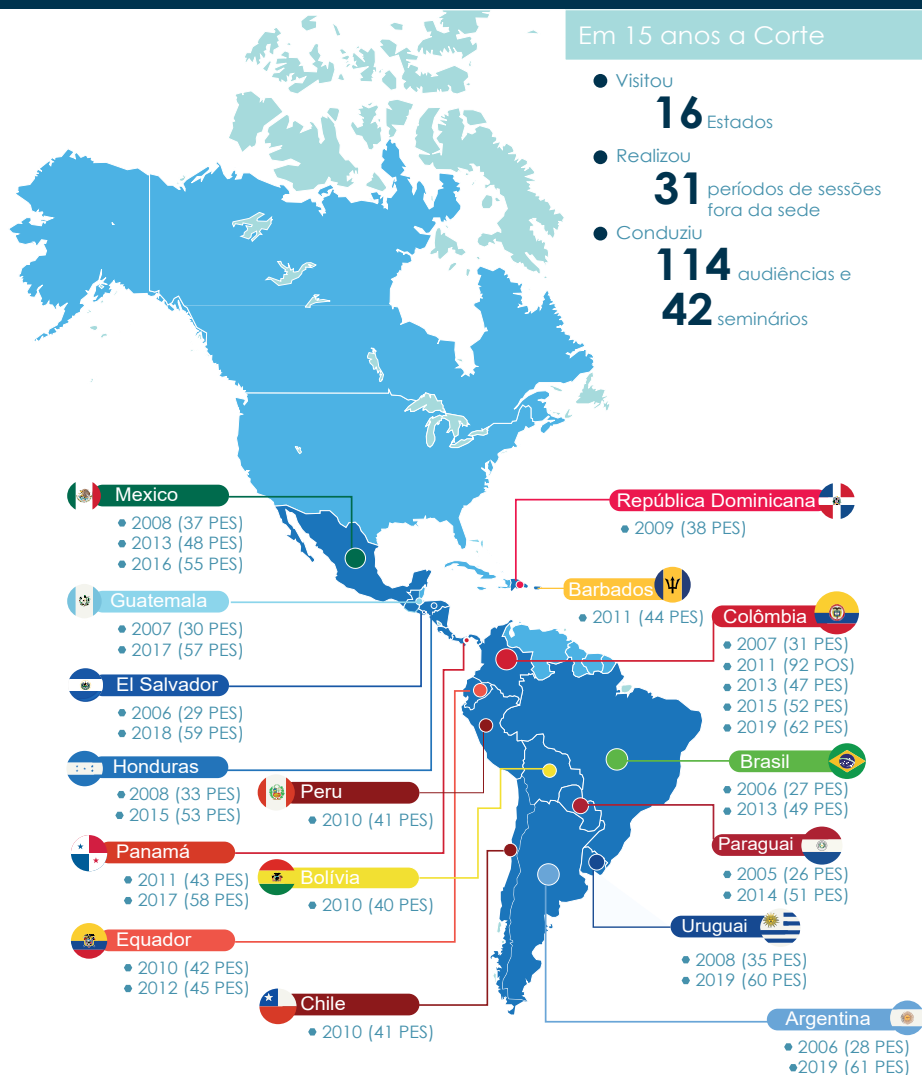 Em 15 anos a Corte
Visitou
16 Estados
Realizou
31 períodos de sessões
fora da sede
Conduziu
114 audiências e
42 seminários
Mexico
2008 (37 PES)
2013 (48 PES)
2016 (55 PES)
Guatemala
2007 (30 PES)
2017 (57 PES)
El Salvador
2006 (29 PES)
2018 (59 PES)
Honduras
2008 (33 PES)
2015 (53 PES)
Panamá
2011 (43 PES)
2017 (58 PES)
Equador
2010 (42 PES)
2012 (45 PES)
Peru
2010 (41 PES)
Bolívia
2010 (40 PES)
Chile
2010 (41 PES)
República Dominicana
2009 (38 PES)
Barbados
2011 (44 PES)
Colômbia
2007 (31 PES)
2011 (92 POS)
2013 (47 PES)
2015 (52 PES)
2019 (62 PES)
Brasil
2006 (27 PES)
2013 (49 PES)
Paraguai
2005 (26 PES)
2014 (51 PES)
Uruguai
2008 (35 PES)
2019 (60 PES)
Argentina
2006 (28 PES)
2019 (61 PES)